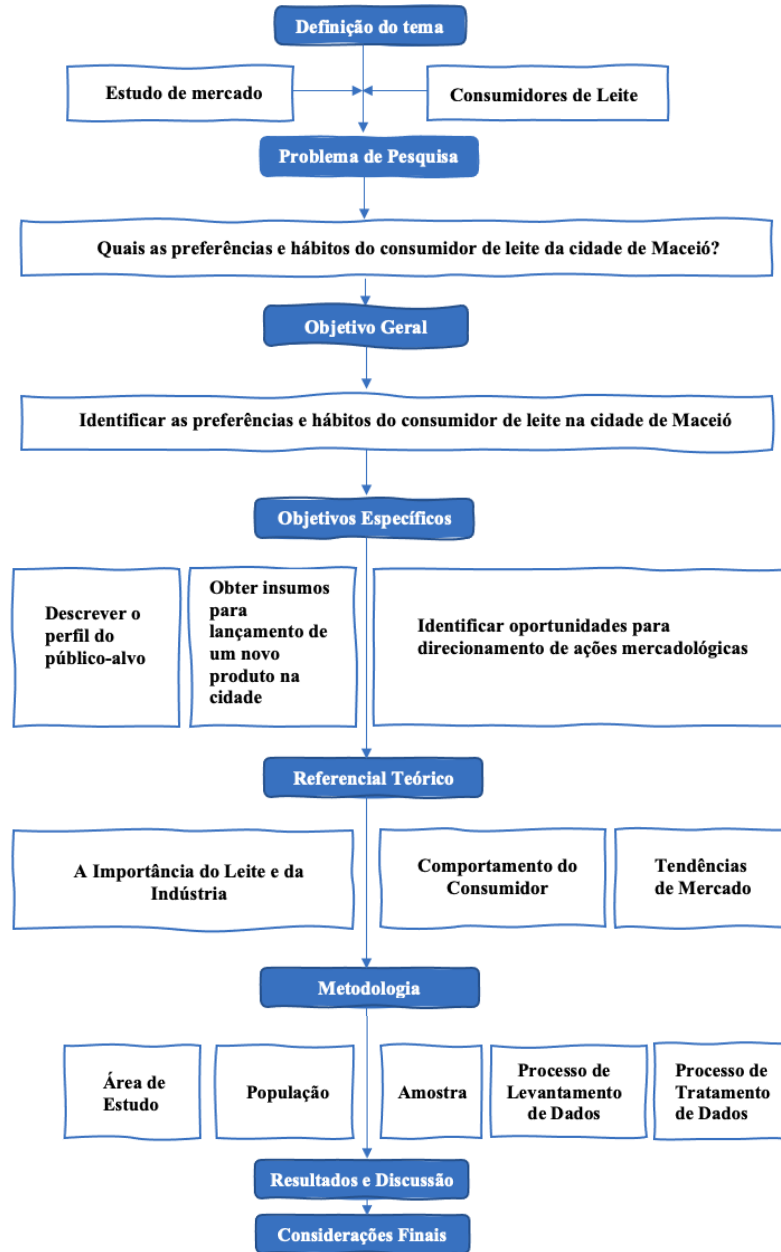 Definição do tema
Estudo de mercado
Consumidores de Leite
Problema de Pesquisa
Quais as preferências e hábitos do consumidor de leite da cidade de Maceió?
Objetivo Geral
Identificar as preferências e hábitos do consumidor de leite na cidade de Maceió
Objetivos Específicos
Descrever o
perfil do
público-alvo
Obter insumos
para
lançamento de
um novo
produto na
cidade
Identificar oportunidades para
direcionamento de ações mercadológicas
Referencial Teórico
A Importância do Leite e da
Indústria
Comportamento do
Consumidor
Tendências
de Mercado
Metodologia
Área de
Estudo
População
Amostra
Processo de
Levantamento
de Dados
Processo de
Tratamento
de Dados
Resultados e Discussão
Considerações Finais